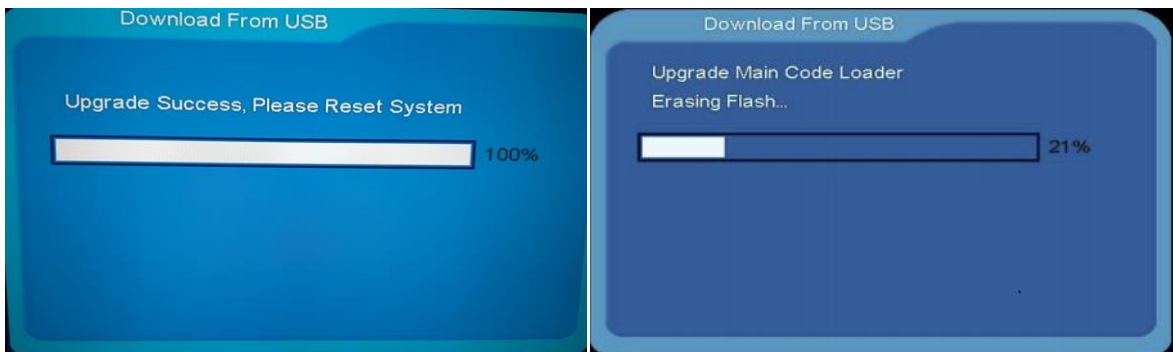 Download From USB
Upgrade Success, Please Reset System
100%
Download From USB
Upgrade Main Code Loader
Erasing Flash...
21%